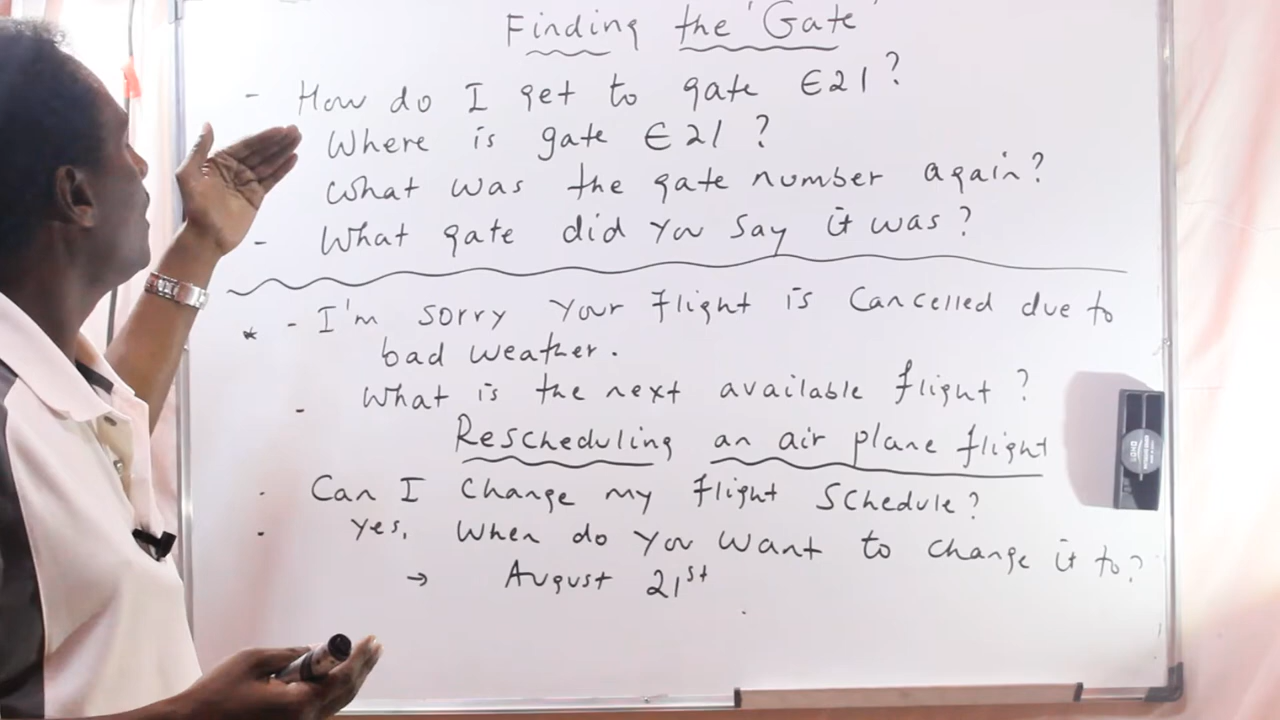 Finding the 'Gate'
- How do I get to gate E21?
Where is gate E21?
What was the gate number again?
- What gate did you say it was?
* - I'm sorry your flight is cancelled due to
bad weather.
- What is the next available flight?
Rescheduling an air plane flight
- Can I change my flight schedule?
- Yes. When do you want to change it to?
→ August 21st